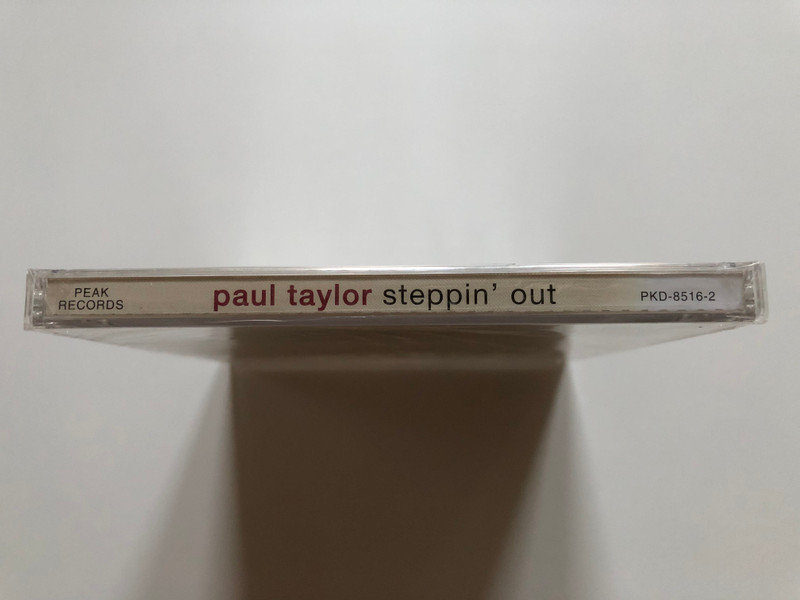 PEAK
RECORDS
paul taylor steppin' out
PKD-8516-2